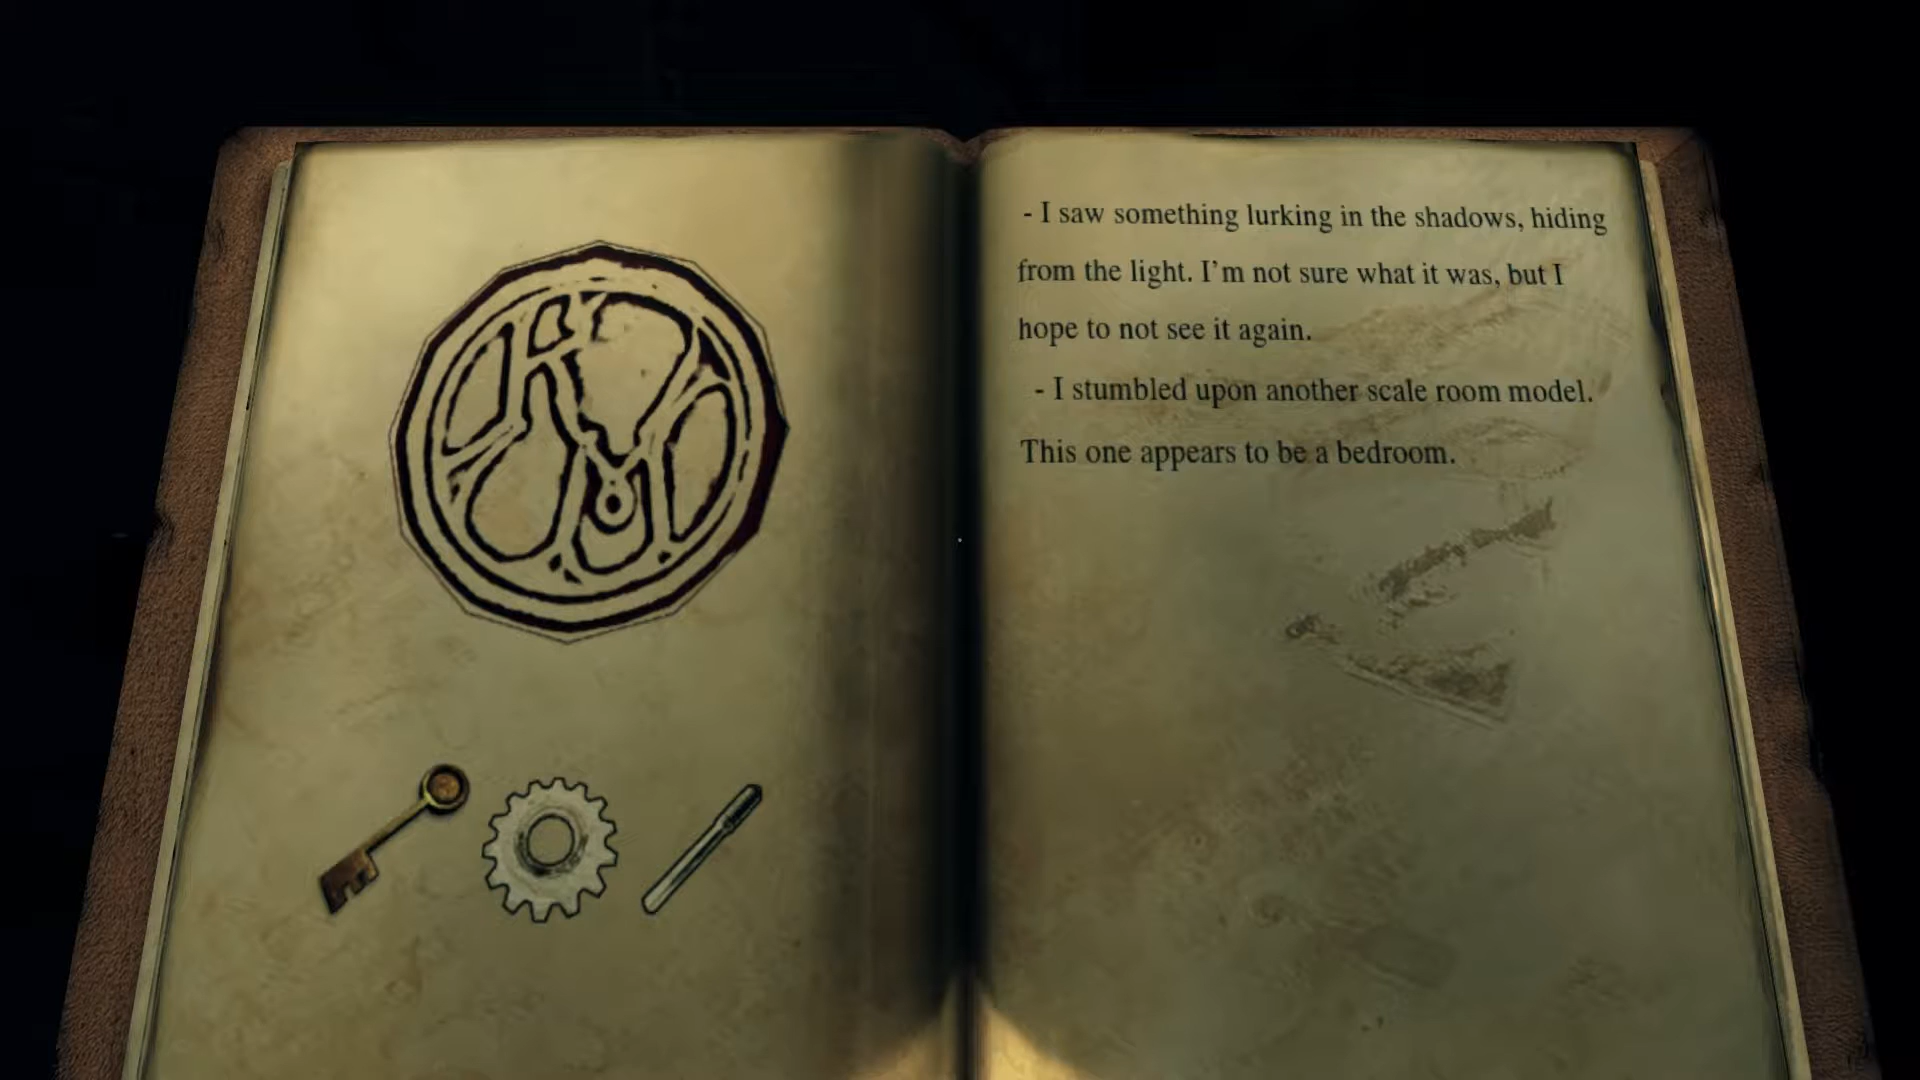 - I saw something lurking in the shadows, hiding
from the light. I'm not sure what it was, but I
hope to not see it again.
- I stumbled upon another scale room model.
This one appears to be a bedroom.